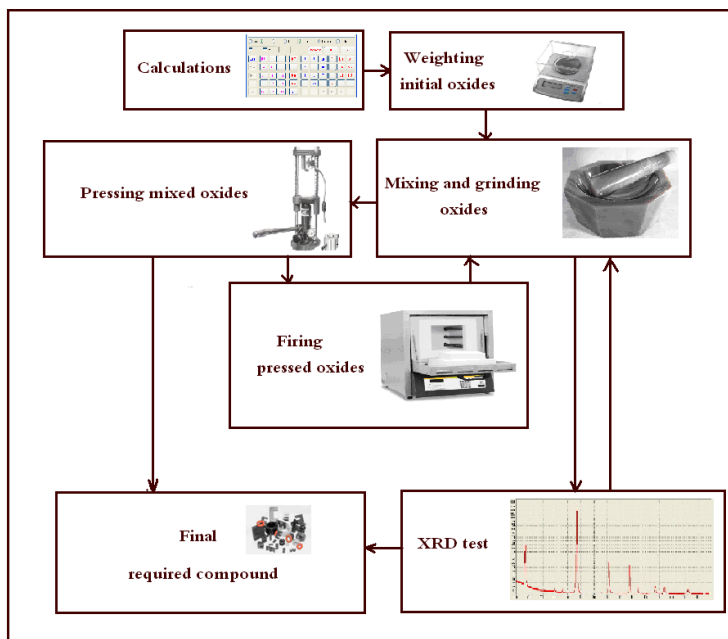 Calculations
Weighting
initial oxides
Pressing mixed oxides
Mixing and grinding
oxides
Firing
pressed oxides
Final
required compound
XRD test